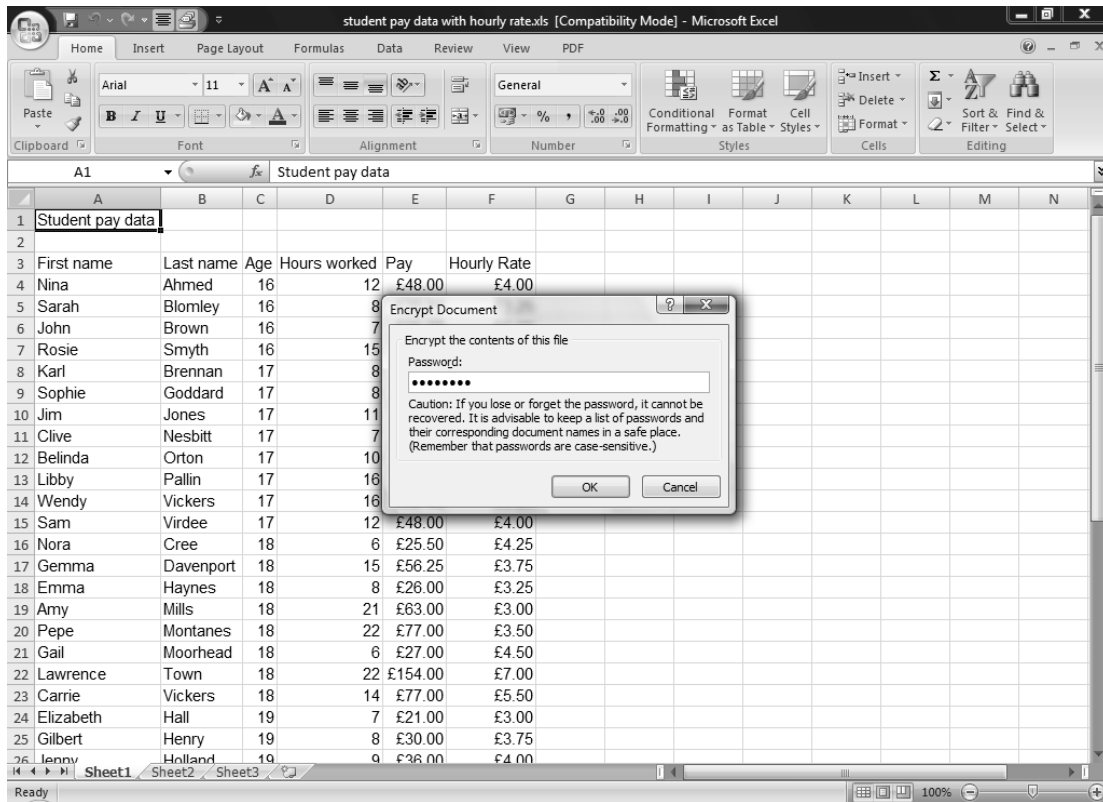 student pay data with hourly rate.xls [Compatibility Mode] - Microsoft Excel
Home Insert Page Layout Formulas Data Review View PDF
Paste
Clipboard
Arial 11
B I U
Font
Alignment
General
% , .0 .00 .00 .0
Number
Conditional Formatting
Format as Table
Cell Styles
Styles
Insert
Delete
Format
Cells
Σ
Sort & Filter
Find & Select
Editing
A1 fx Student pay data
A B C D E F G H I J K L M N
1 Student pay data
2
3 First name Last name Age Hours worked Pay Hourly Rate
4 Nina Ahmed 16 12 £48.00 £4.00
5 Sarah Blomley 16 8
6 John Brown 16 7
7 Rosie Smyth 16 15
8 Karl Brennan 17 8
9 Sophie Goddard 17 8
10 Jim Jones 17 11
11 Clive Nesbitt 17 7
12 Belinda Orton 17 10
13 Libby Pallin 17 16
14 Wendy Vickers 17 16
15 Sam Virdee 17 12 £48.00 £4.00
16 Nora Cree 18 6 £25.50 £4.25
17 Gemma Davenport 18 15 £56.25 £3.75
18 Emma Haynes 18 8 £26.00 £3.25
19 Amy Mills 18 21 £63.00 £3.00
20 Pepe Montanes 18 22 £77.00 £3.50
21 Gail Moorhead 18 6 £27.00 £4.50
22 Lawrence Town 18 22 £154.00 £7.00
23 Carrie Vickers 18 14 £77.00 £5.50
24 Elizabeth Hall 19 7 £21.00 £3.00
25 Gilbert Henry 19 8 £30.00 £3.75
26 Jenny Holland 19 9 £36.00 £4.00
Encrypt Document
Encrypt the contents of this file
Password:
••••••••
Caution: If you lose or forget the password, it cannot be
recovered. It is advisable to keep a list of passwords and
their corresponding document names in a safe place.
(Remember that passwords are case-sensitive.)
OK Cancel
Sheet1 Sheet2 Sheet3
Ready 100%